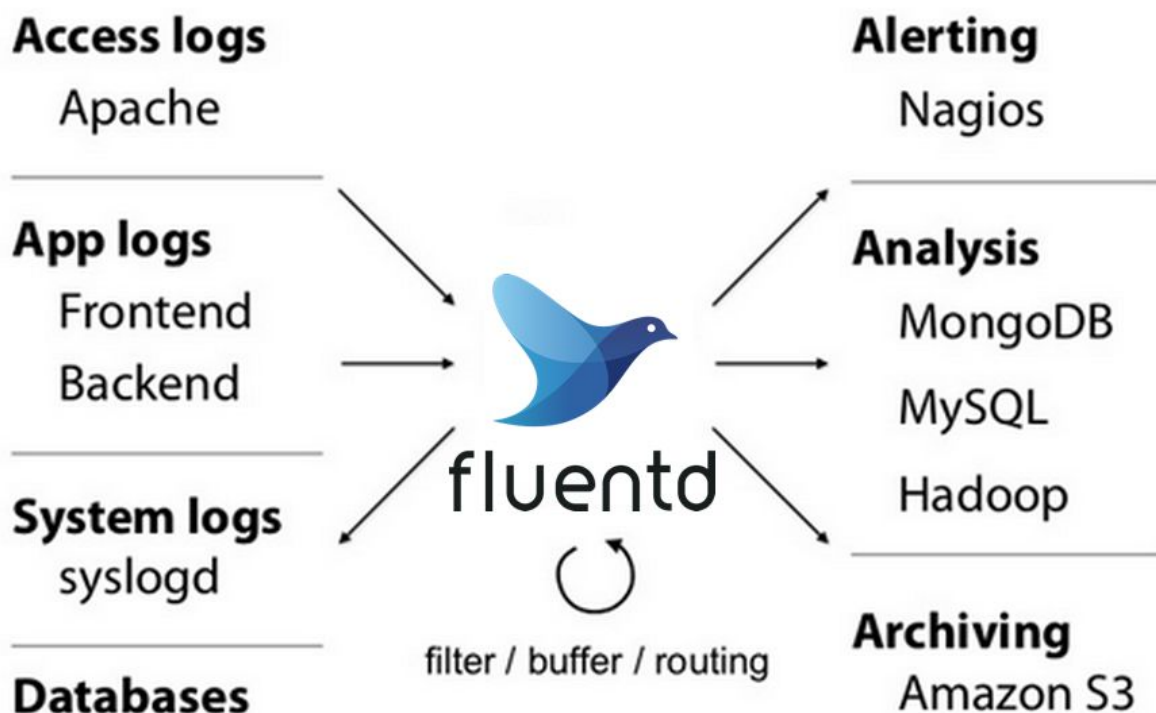 Access logs
Apache
App logs
Frontend
Backend
System logs
syslogd
Databases
fluentd
filter / buffer / routing
Alerting
Nagios
Analysis
MongoDB
MySQL
Hadoop
Archiving
Amazon S3